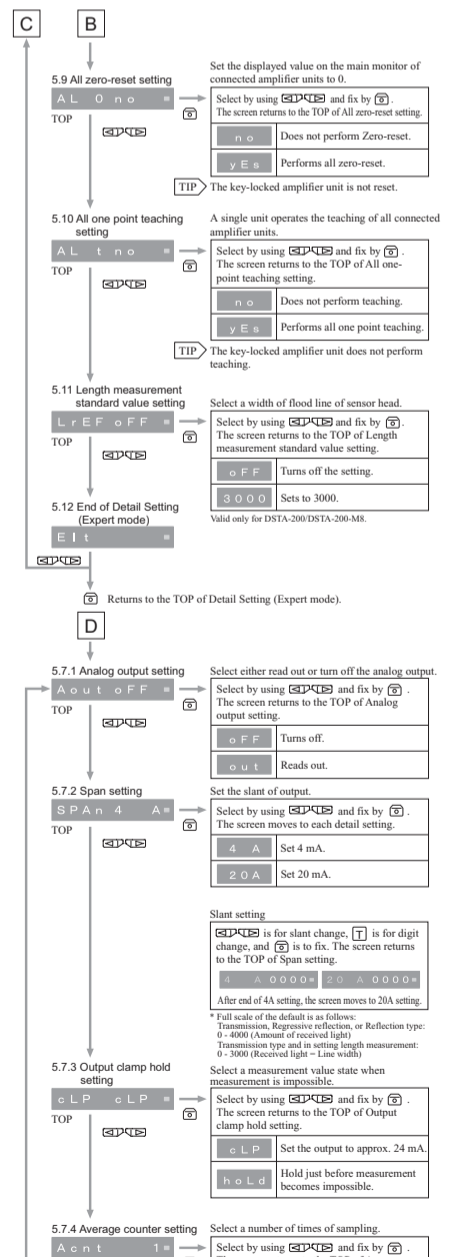 C
B
5.9 All zero-reset setting
AL 0 no
TOP
Set the displayed value on the main monitor of
connected amplifier units to 0.
Select by using and fix by .
The screen returns to the TOP of All zero-reset setting.
no Does not perform Zero-reset.
yEs Performs all zero-reset.
TIP The key-locked amplifier unit is not reset.
5.10 All one point teaching
setting
AL t no
TOP
A single unit operates the teaching of all connected
amplifier units.
Select by using and fix by .
The screen returns to the TOP of All one-
point teaching setting.
no Does not perform teaching.
yEs Performs all one point teaching.
TIP The key-locked amplifier unit does not perform
teaching.
5.11 Length measurement
standard value setting
LrEF oFF
TOP
Select a width of flood line of sensor head.
Select by using and fix by .
The screen returns to the TOP of Length
measurement standard value setting.
oFF Turns off the setting.
3000 Sets to 3000.
Valid only for DSTA-200/DSTA-200-M8.
5.12 End of Detail Setting
(Expert mode)
EIt
Returns to the TOP of Detail Setting (Expert mode).
D
5.7.1 Analog output setting
Aout oFF
TOP
Select either read out or turn off the analog output.
Select by using and fix by .
The screen returns to the TOP of Analog
output setting.
oFF Turns off.
out Reads out.
5.7.2 Span setting
SPAn 4 A
TOP
Set the slant of output.
Select by using and fix by .
The screen moves to each detail setting.
4 A Set 4 mA.
20A Set 20 mA.
Slant setting
is for slant change, T is for digit
change, and is to fix. The screen returns
to the TOP of Span setting.
4 A0000 20 A0000
After end of 4A setting, the screen moves to 20A setting.
* Full scale of the default is as follows:
Transmission, Regressive reflection, or Reflection type:
0 - 4000 (Amount of received light)
Transmission type and in setting length measurement:
0 - 3000 (Received light = Line width)
5.7.3 Output clamp hold
setting
cLP cLP
TOP
Select a measurement value state when
measurement is impossible.
Select by using and fix by .
The screen returns to the TOP of Output
clamp hold setting.
cLP Set the output to approx. 24 mA.
hoLd Hold just before measurement
becomes impossible.
5.7.4 Average counter setting
Acnt 1
Select a number of times of sampling.
Select by using and fix by .